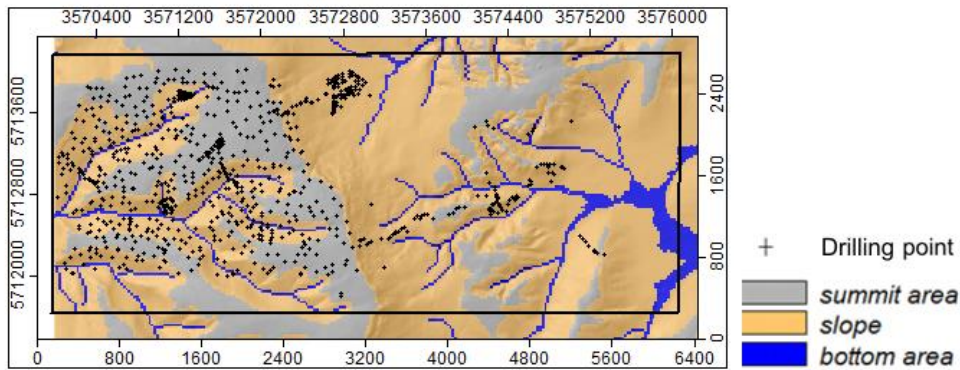 3570400 3571200 3572000 3572800 3573600 3574400 3575200 3576000
5713600
5712800
5712000
2400
1600
800
0
0 800 1600 2400 3200 4000 4800 5600 6400
Drilling point
summit area
slope
bottom area